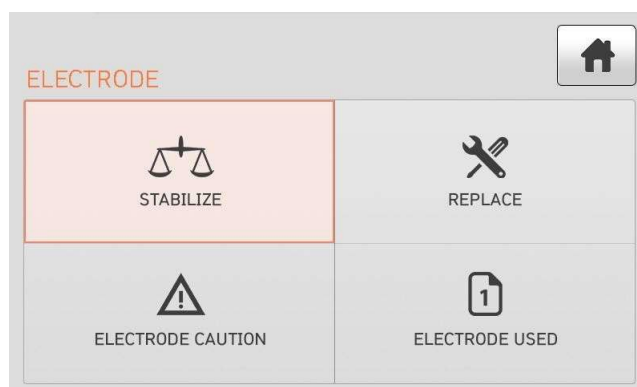 ELECTRODE
STABILIZE
REPLACE
1
ELECTRODE CAUTION
ELECTRODE USED